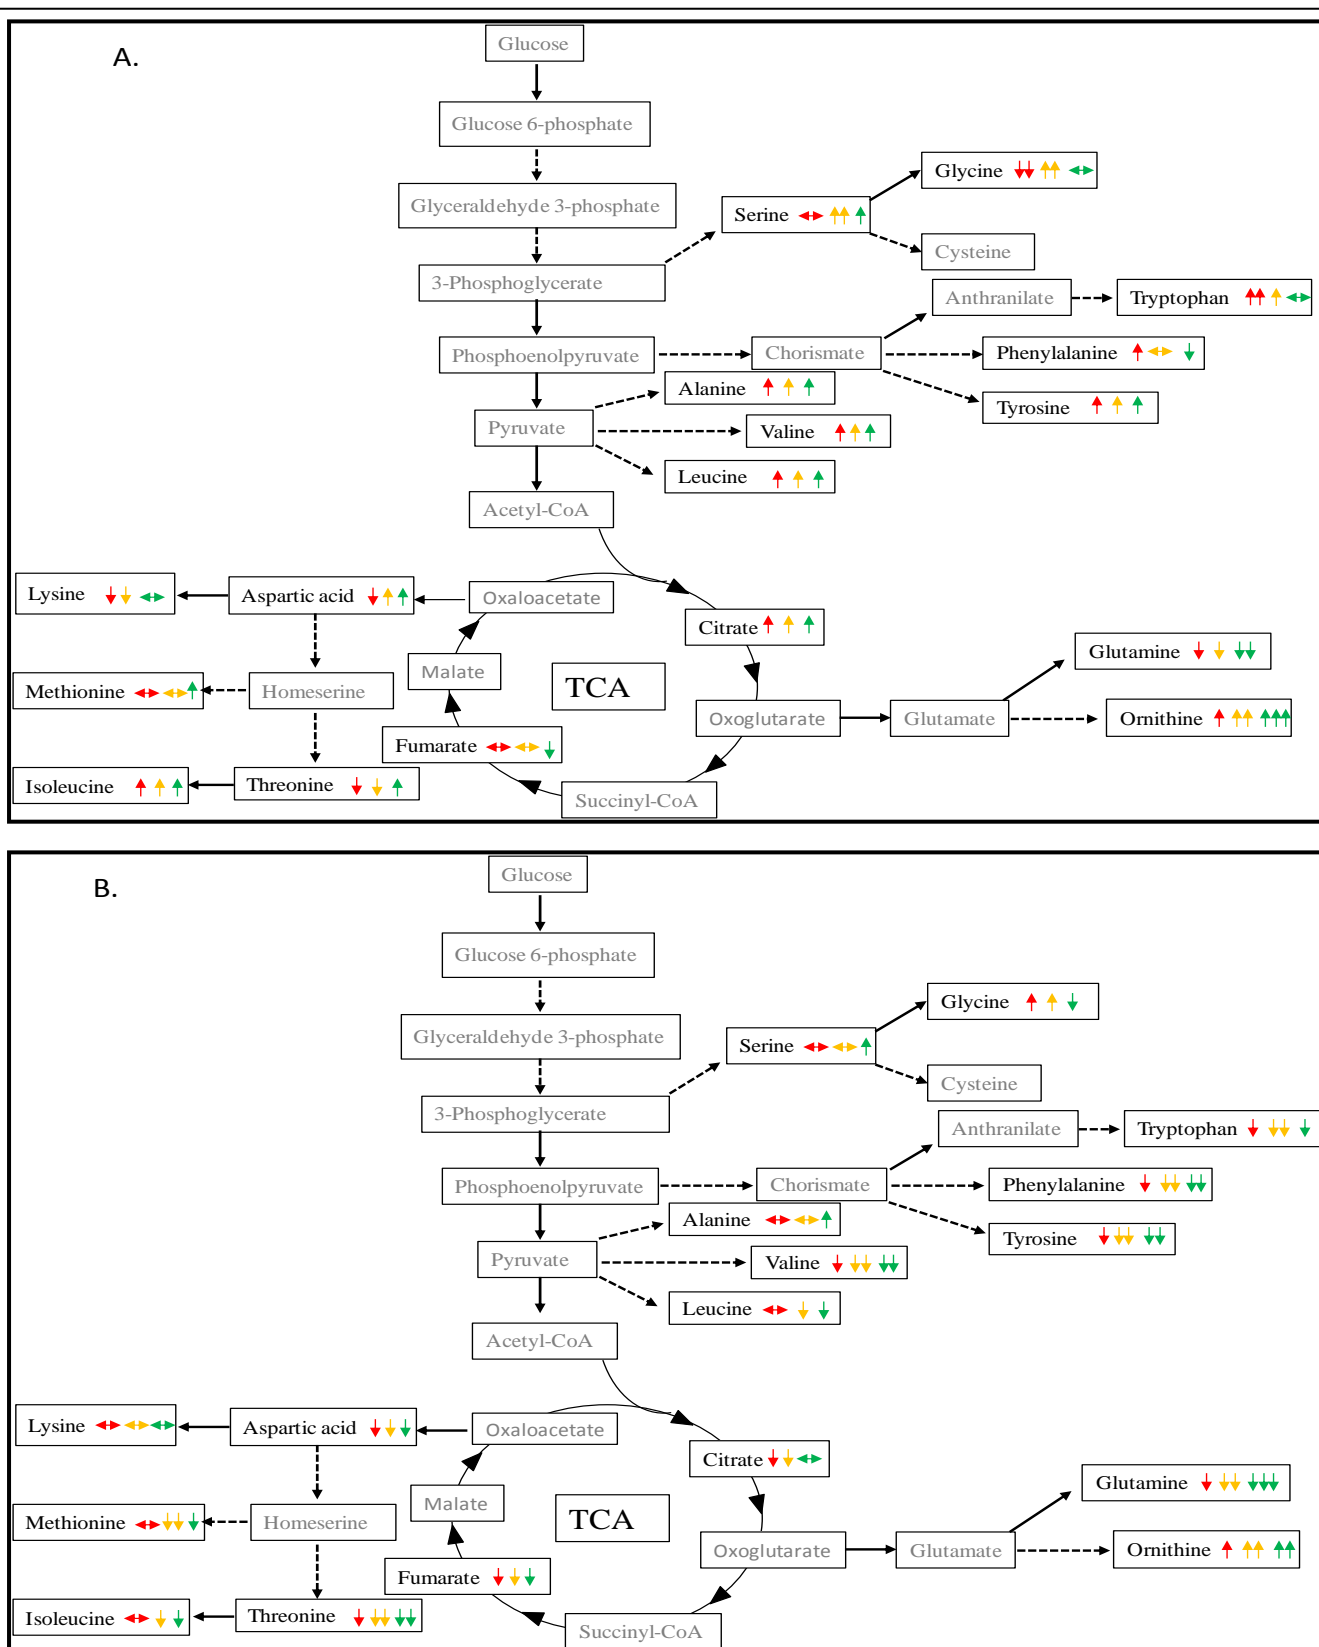 A.
Glucose
Glucose 6-phosphate
Glycine
Glyceraldehyde 3-phosphate
Serine
Cysteine
3-Phosphoglycerate
Anthranilate
Tryptophan
Phosphoenolpyruvate
Chorismate
Phenylalanine
Alanine
Tyrosine
Pyruvate
Valine
Leucine
Acetyl-CoA
Lysine
Aspartic acid
Oxaloacetate
Citrate
Glutamine
Malate
TCA
Methionine
Homeserine
Oxoglutarate
Glutamate
Ornithine
Fumarate
Isoleucine
Threonine
Succinyl-CoA
B.
Glucose
Glucose 6-phosphate
Glycine
Glyceraldehyde 3-phosphate
Serine
Cysteine
3-Phosphoglycerate
Anthranilate
Tryptophan
Phosphoenolpyruvate
Chorismate
Phenylalanine
Alanine
Tyrosine
Pyruvate
Valine
Leucine
Acetyl-CoA
Lysine
Aspartic acid
Oxaloacetate
Citrate
Glutamine
Malate
TCA
Methionine
Homeserine
Oxoglutarate
Glutamate
Ornithine
Fumarate
Isoleucine
Threonine
Succinyl-CoA